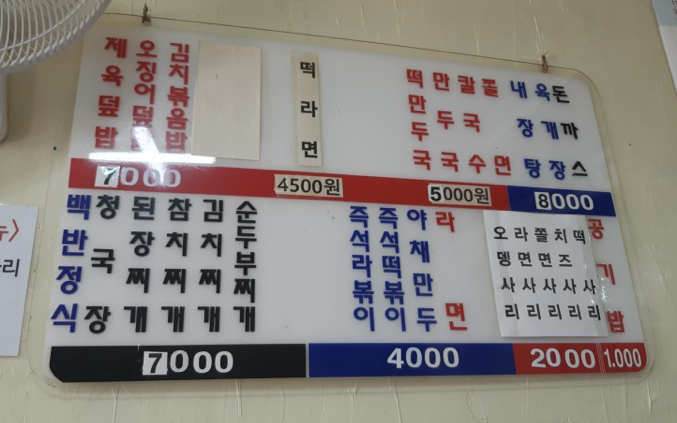 제육덮밥
오징어덮밥
김치볶음밥
떡라면
떡만두국
만두국
칼국수
쫄면
내장탕
육개장
돈까스
7000
4500원
5000원
8000
백반정식
청국장
된장찌개
참치찌개
김치찌개
순두부찌개
즉석라볶이
즉석떡볶이
야채만두
라면
오뎅사리
라면사리
쫄면사리
치즈사리
떡사리
공기밥
7000
4000
2000
1.000